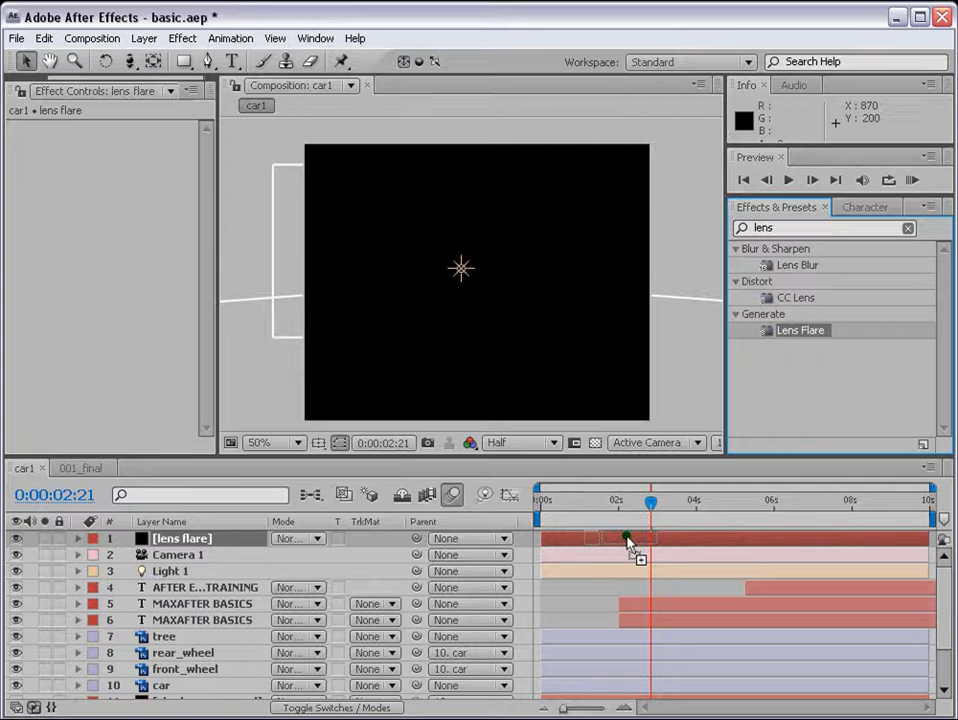 Adobe After Effects - basic.aep *
File Edit Composition Layer Effect Animation View Window Help
Workspace: Standard Search Help
Effect Controls: lens flare
car1 • lens flare
Composition: car1
car1
50% 0:00:02:21 Half Active Camera 1
Info Audio
R: X: 870
G: Y: 200
B:
Preview
Effects & Presets Character
lens
Blur & Sharpen
Lens Blur
Distort
CC Lens
Generate
Lens Flare
car1 001_final
0:00:02:21
:00s 02s 04s 06s 08s 10s
# Layer Name Mode T TrkMat Parent
1 [lens flare] Nor... None
2 Camera 1 None
3 Light 1 None
4 AFTER E...TRAINING Nor... None
5 MAXAFTER BASICS Nor... None None
6 MAXAFTER BASICS Nor... None None
7 tree Nor... None None
8 rear_wheel Nor... None 10. car
9 front_wheel Nor... None 10. car
10 car Nor... None None
Toggle Switches / Modes